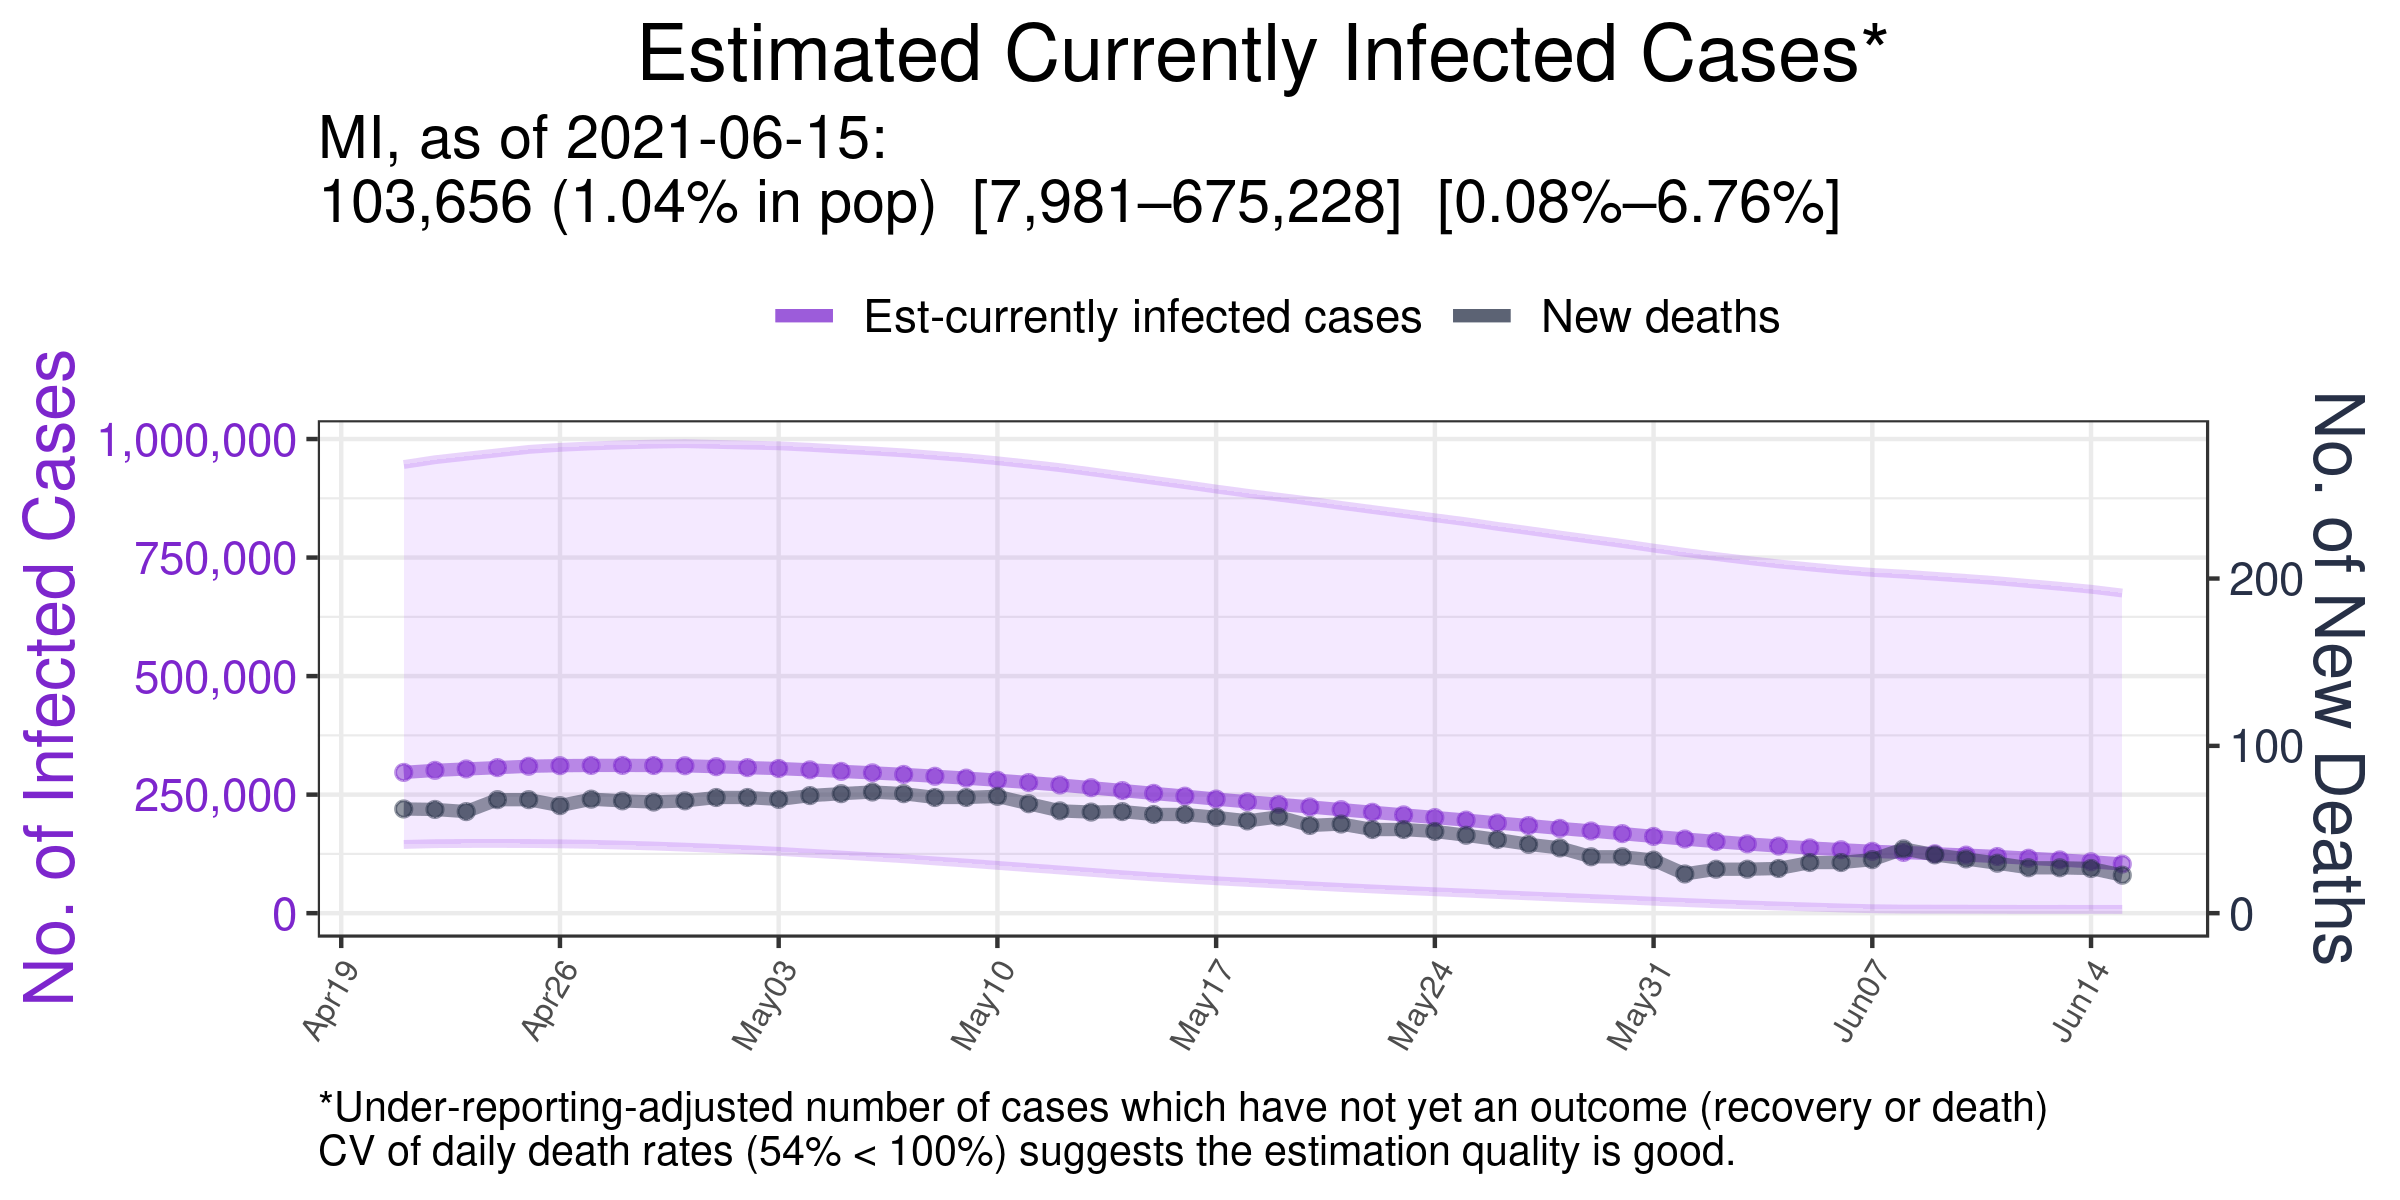 Estimated Currently Infected Cases*
MI, as of 2021-06-15:
103,656 (1.04% in pop)  [7,981–675,228]  [0.08%–6.76%]
Est-currently infected cases
New deaths
No. of Infected Cases
1,000,000
750,000
500,000
250,000
0
No. of New Deaths
200
100
0
Apr19
Apr26
May03
May10
May17
May24
May31
Jun07
Jun14
*Under-reporting-adjusted number of cases which have not yet an outcome (recovery or death)
CV of daily death rates (54% < 100%) suggests the estimation quality is good.